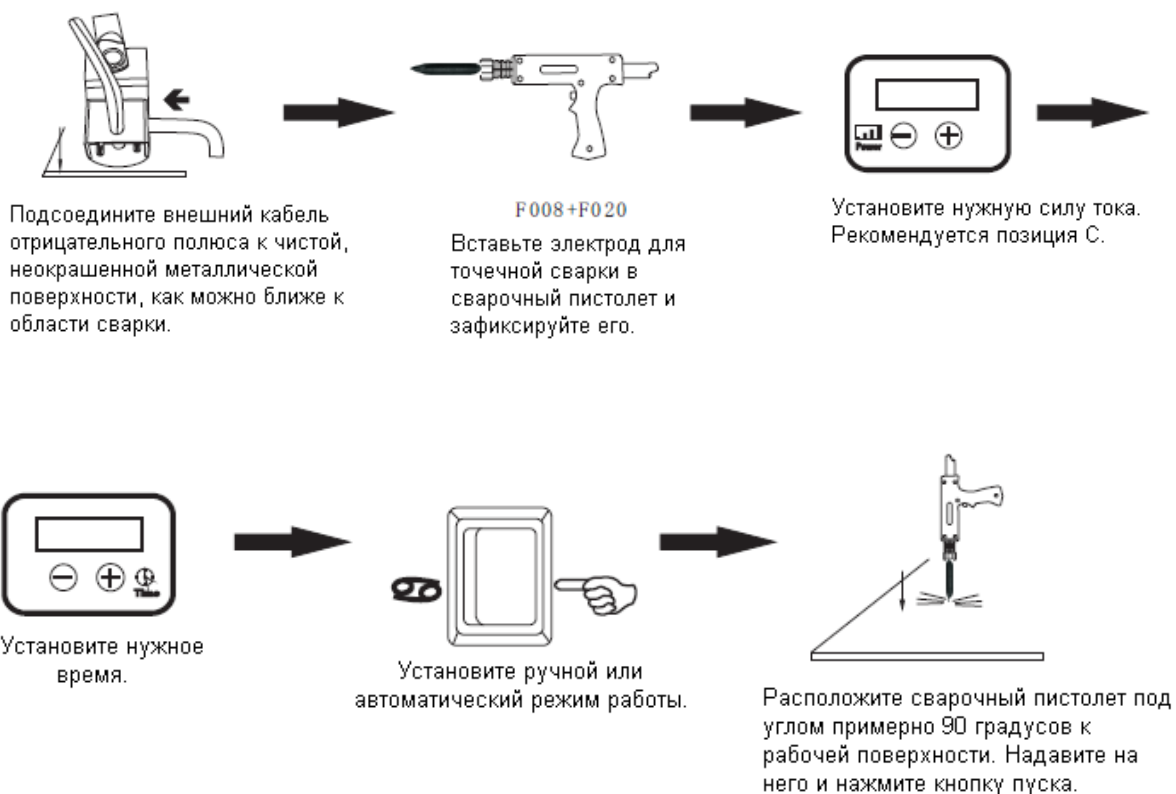 Подсоедините внешний кабель
отрицательного полюса к чистой,
неокрашенной металлической
поверхности, как можно ближе к
области сварки.
F008+F020
Вставьте электрод для
точечной сварки в
сварочный пистолет и
зафиксируйте его.
Power
Установите нужную силу тока.
Рекомендуется позиция С.
Time
Установите нужное
время.
Установите ручной или
автоматический режим работы.
Расположите сварочный пистолет под
углом примерно 90 градусов к
рабочей поверхности. Надавите на
него и нажмите кнопку пуска.